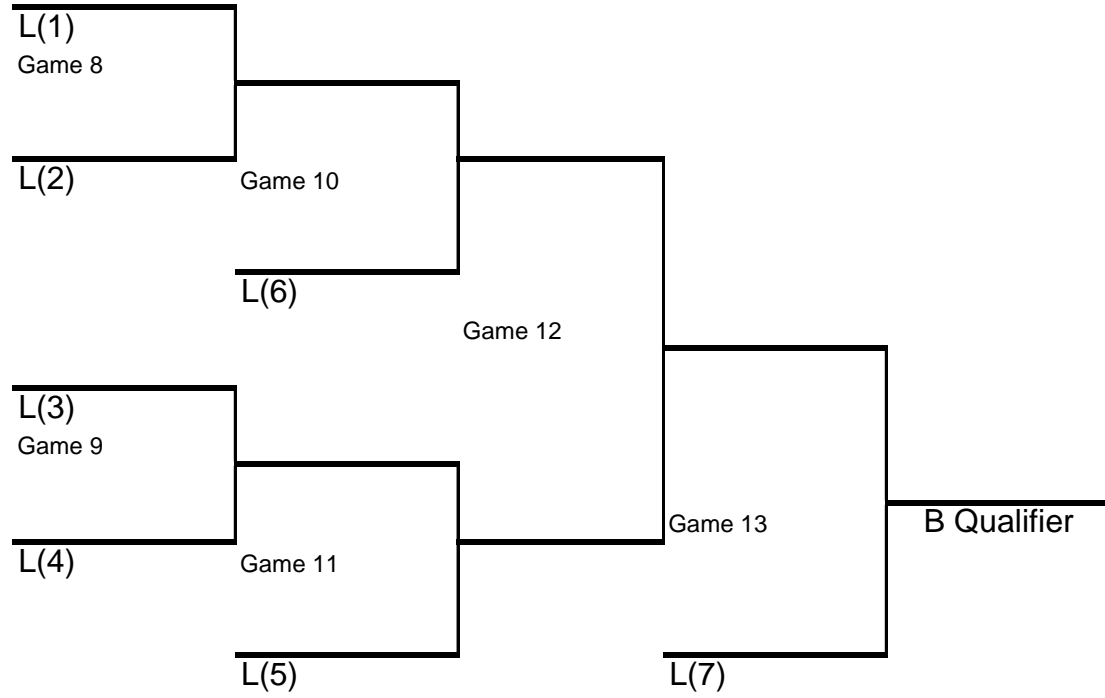 L(1)
Game 8
L(2)
Game 10
L(6)
Game 12
L(3)
Game 9
L(4)
Game 11
L(5)
Game 13
L(7)
B Qualifier